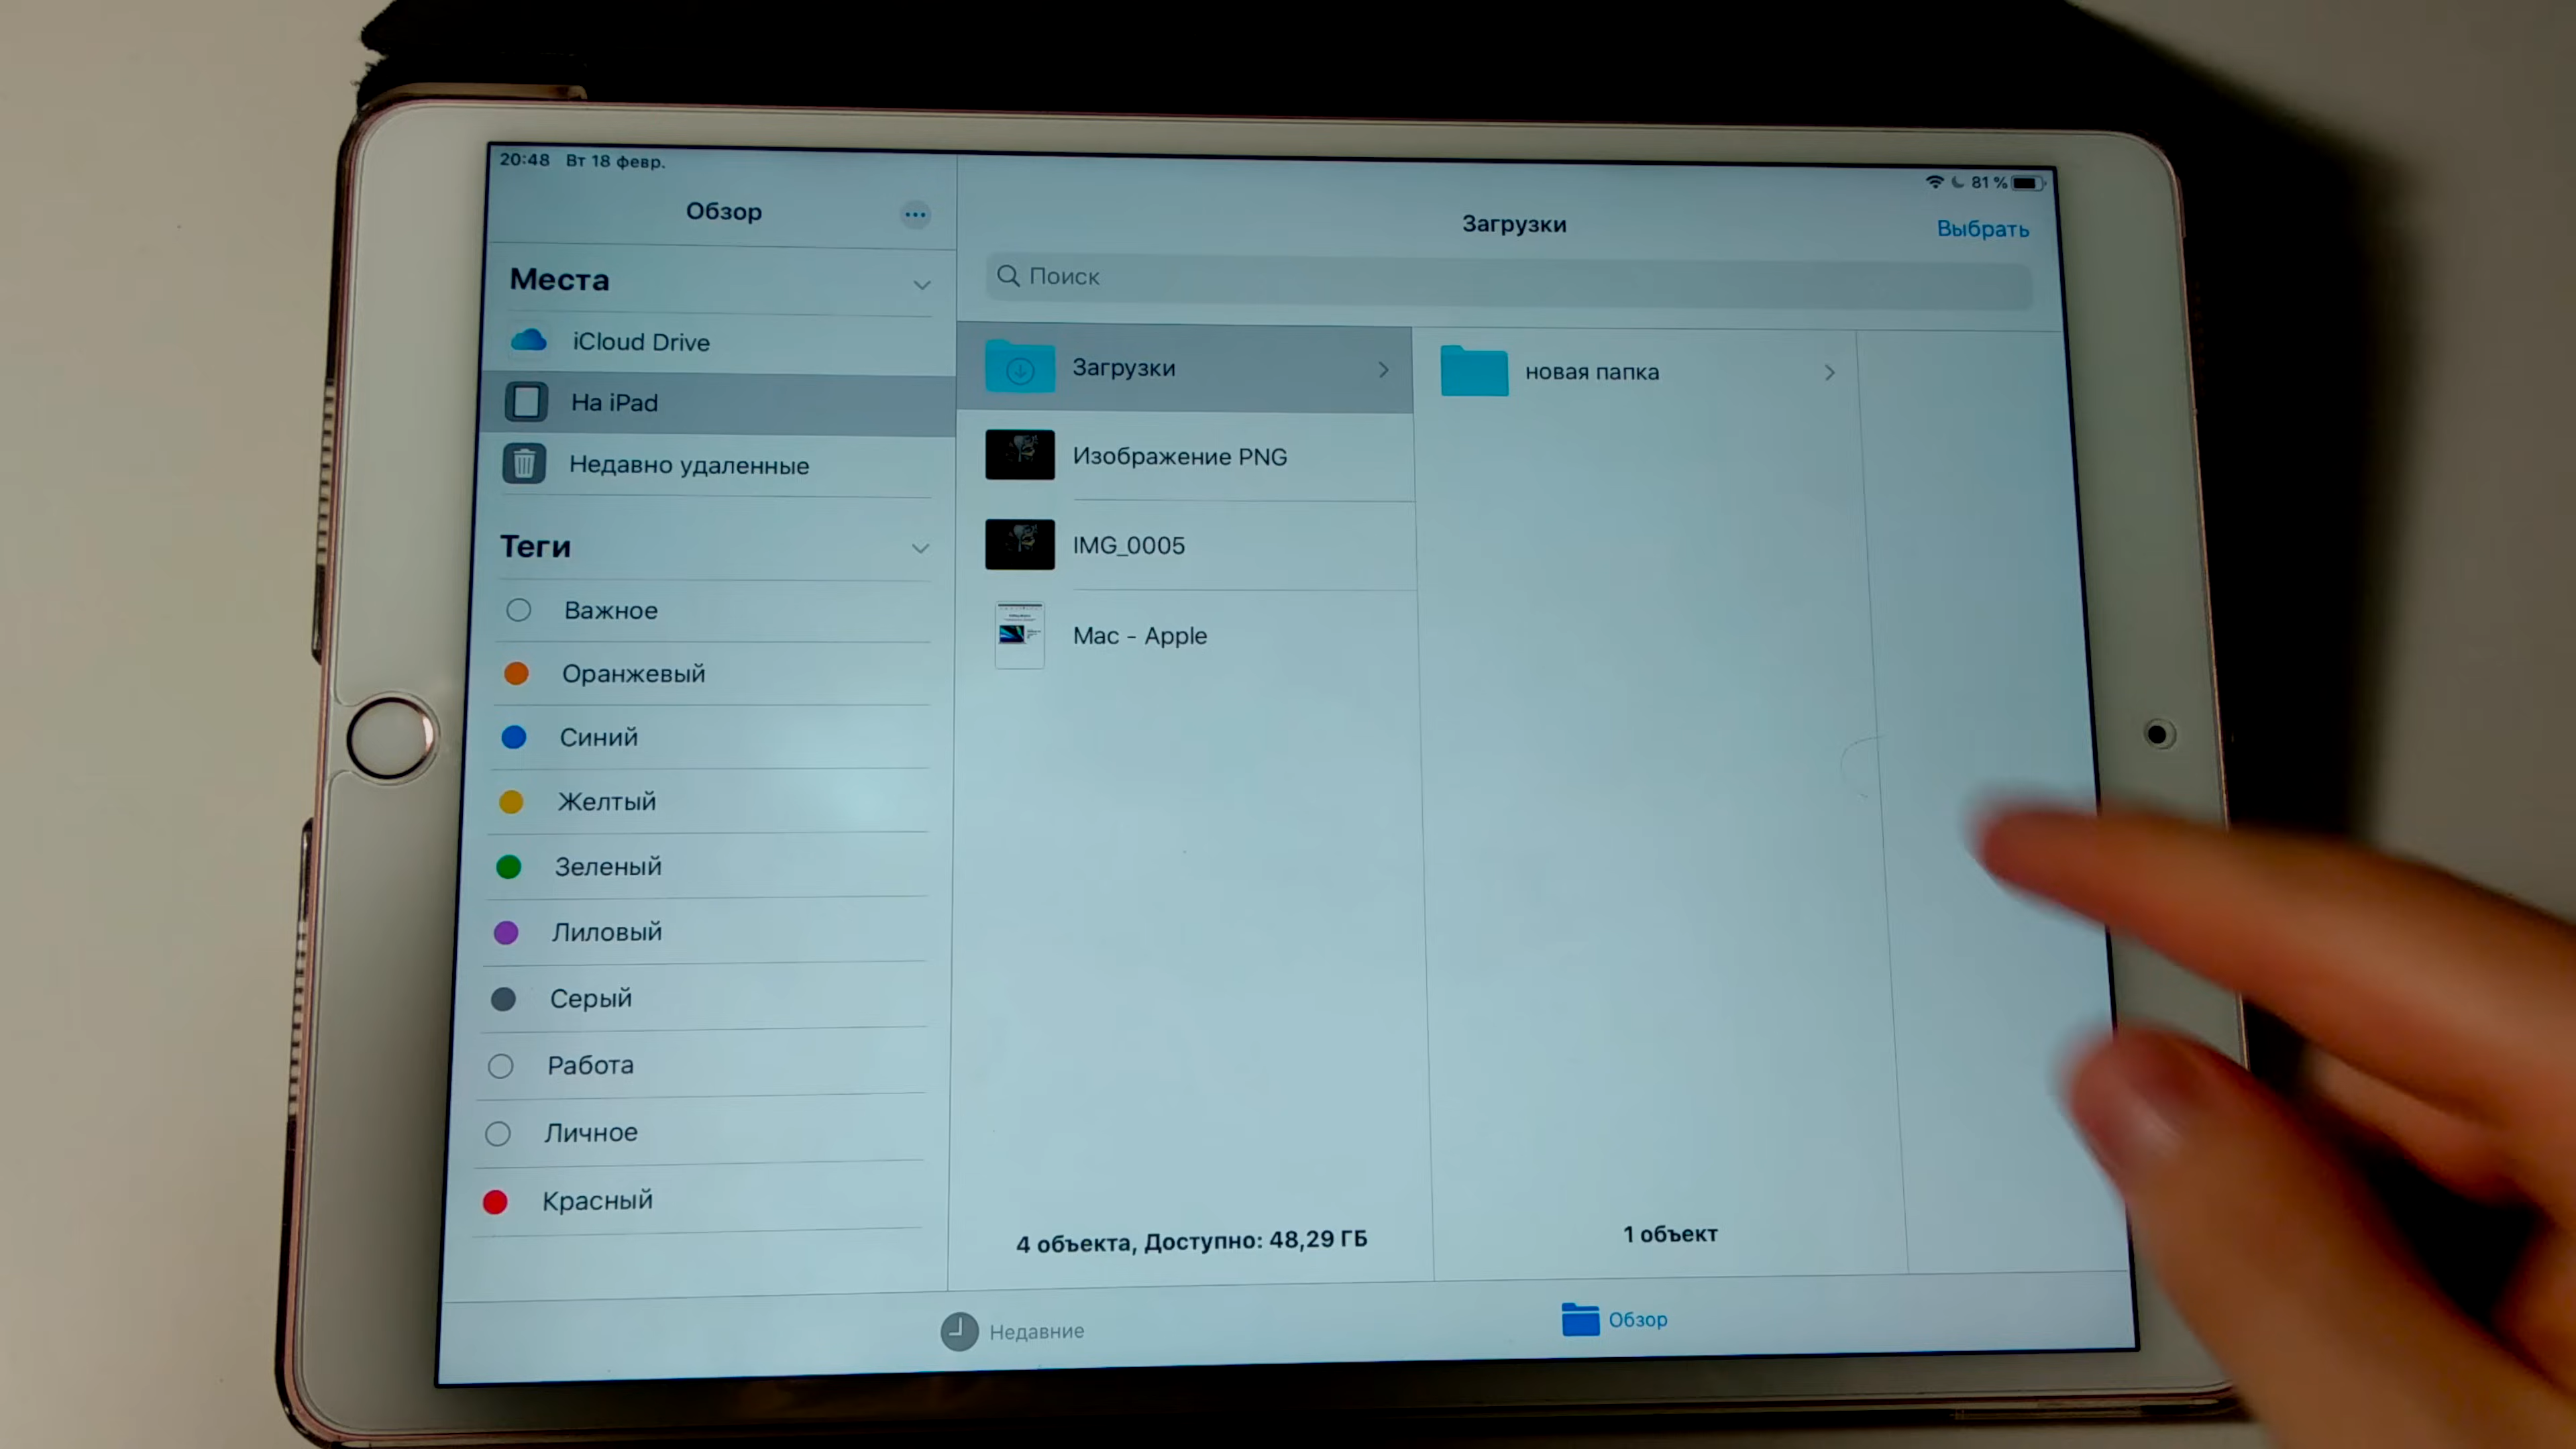 20:48 Вт 18 февр.
81 %
Обзор
Места
iCloud Drive
На iPad
Недавно удаленные
Теги
Важное
Оранжевый
Синий
Желтый
Зеленый
Лиловый
Серый
Работа
Личное
Красный
Загрузки
Выбрать
Поиск
Загрузки
Изображение PNG
IMG_0005
Mac - Apple
4 объекта, Доступно: 48,29 ГБ
новая папка
1 объект
Недавние
Обзор